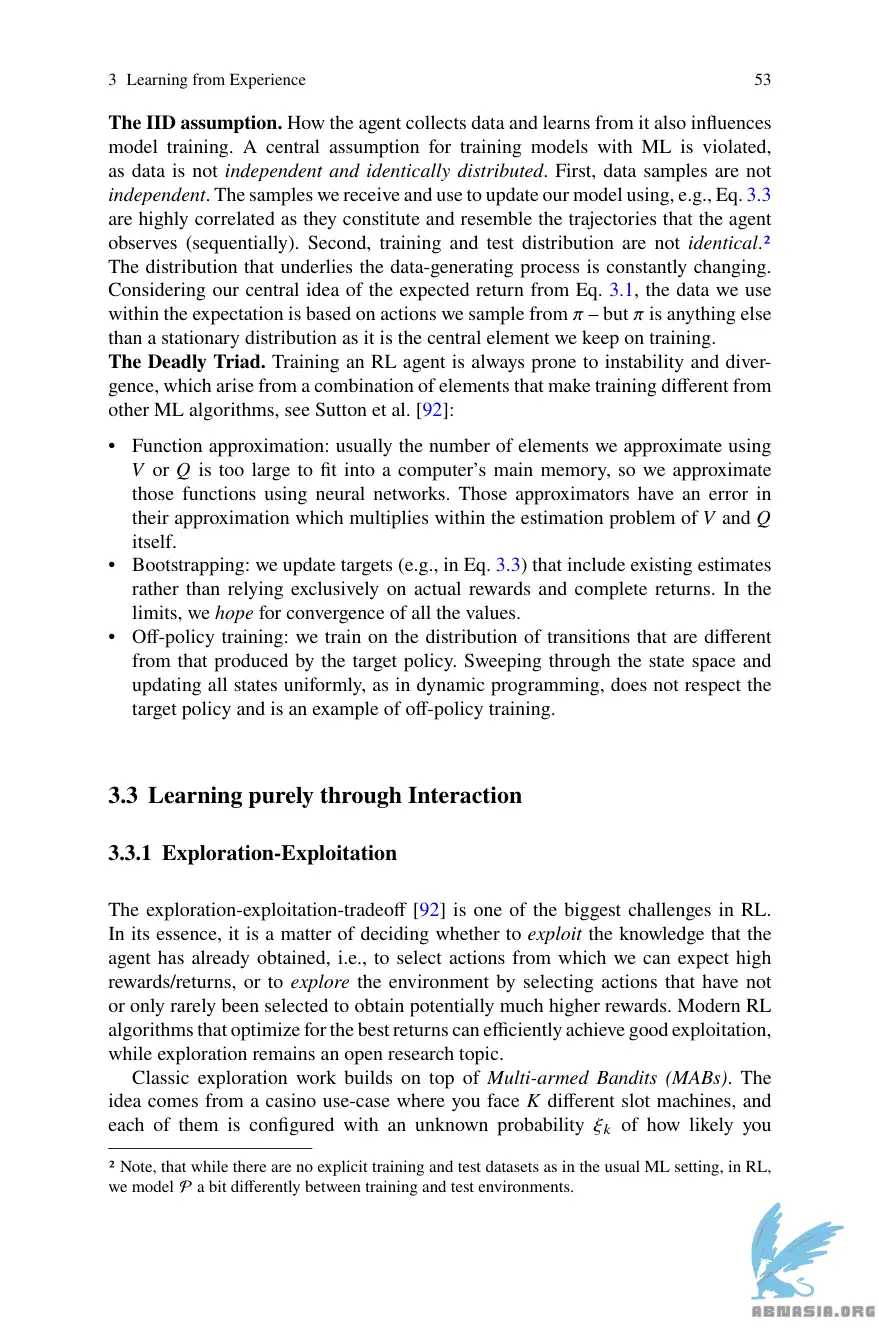 3 Learning from Experience 53
The IID assumption. How the agent collects data and learns from it also influences
model training. A central assumption for training models with ML is violated,
as data is not independent and identically distributed. First, data samples are not
independent. The samples we receive and use to update our model using, e.g., Eq. 3.3
are highly correlated as they constitute and resemble the trajectories that the agent
observes (sequentially). Second, training and test distribution are not identical.²
The distribution that underlies the data-generating process is constantly changing.
Considering our central idea of the expected return from Eq. 3.1, the data we use
within the expectation is based on actions we sample from π – but π is anything else
than a stationary distribution as it is the central element we keep on training.
The Deadly Triad. Training an RL agent is always prone to instability and diver-
gence, which arise from a combination of elements that make training different from
other ML algorithms, see Sutton et al. [92]:
• Function approximation: usually the number of elements we approximate using
V or Q is too large to fit into a computer's main memory, so we approximate
those functions using neural networks. Those approximators have an error in
their approximation which multiplies within the estimation problem of V and Q
itself.
• Bootstrapping: we update targets (e.g., in Eq. 3.3) that include existing estimates
rather than relying exclusively on actual rewards and complete returns. In the
limits, we hope for convergence of all the values.
• Off-policy training: we train on the distribution of transitions that are different
from that produced by the target policy. Sweeping through the state space and
updating all states uniformly, as in dynamic programming, does not respect the
target policy and is an example of off-policy training.
3.3 Learning purely through Interaction
3.3.1 Exploration-Exploitation
The exploration-exploitation-tradeoff [92] is one of the biggest challenges in RL.
In its essence, it is a matter of deciding whether to exploit the knowledge that the
agent has already obtained, i.e., to select actions from which we can expect high
rewards/returns, or to explore the environment by selecting actions that have not
or only rarely been selected to obtain potentially much higher rewards. Modern RL
algorithms that optimize for the best returns can efficiently achieve good exploitation,
while exploration remains an open research topic.
Classic exploration work builds on top of Multi-armed Bandits (MABs). The
idea comes from a casino use-case where you face K different slot machines, and
each of them is configured with an unknown probability ξₖ of how likely you
² Note, that while there are no explicit training and test datasets as in the usual ML setting, in RL,
we model 𝒫 a bit differently between training and test environments.
ABNASIA.ORG